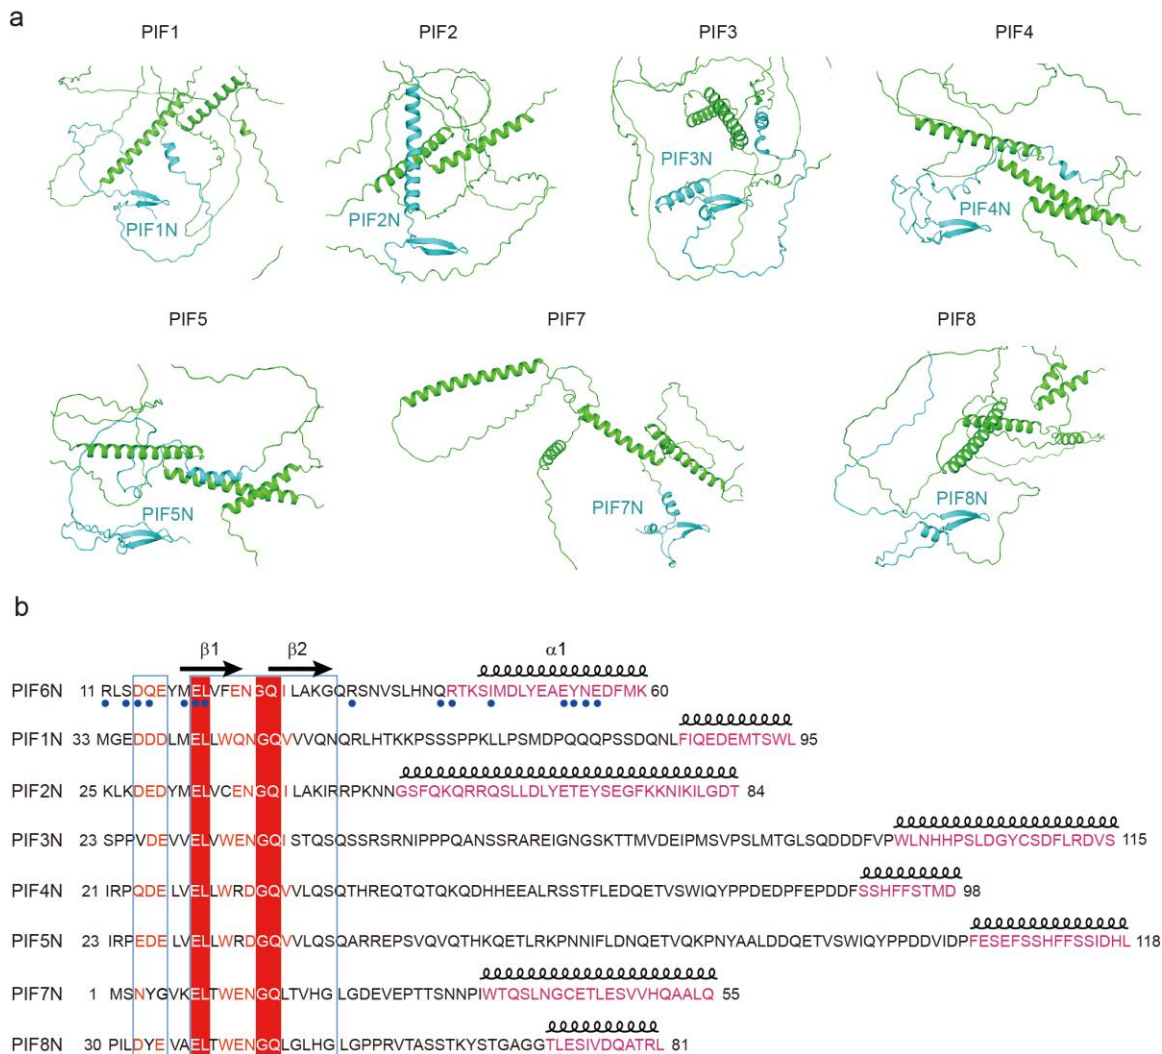 a
PIF1 PIF2 PIF3 PIF4
PIF1N PIF2N PIF3N PIF4N
PIF5 PIF7 PIF8
PIF5N PIF7N PIF8N
b
β1 β2 α1
PIF6N 11 RLSDQEYMELVFENGQILAKGQRSNVSLHNQRTKSIMDLYEAEYNEDFMK 60
PIF1N 33 MGEDDDLMELLWQNGQVVVQNQRLHTKKPSSSPPKLLPSMDPQQQPSSDQNLFIQEDEMTSWL 95
PIF2N 25 KLKDEDYMELVCENGQILAKIRRPKNNGSFQKQRRQSLLDLYETEYSEGFKKNIKILGDT 84
PIF3N 23 SPPVDEVVELVWENGQISTQSQSSRSRNIPPPQANSSRAREIGNGSKTTMVDEIPMSVPSLMTGLSQDDDFVPWLNHHPSLDGYCSDFLRDVS 115
PIF4N 21 IRPQDELVELLWRDGQVVLQSQTHREQTQTQKQDHHEEALRSSTFLEDQETVSWIQYPPDEDPFEPDDFSSHFFSTMD 98
PIF5N 23 IRPEDELVELLWRDGQVVLQSQARREPSVQVQTHKQETLRKPNNIFLDNQETVQKPNYAALDDQETVSWIQYPPDDVIDPFESEFSSHFFSSIDHL 118
PIF7N 1 MSNYGVKELTWENGQLTVHGLGDEVEPTTSNNPIWTQSLNGCETLESVVHQAALQ 55
PIF8N 30 PILDYEVAELTWENGQLGLHGLGPPRVTASSTKYSTGAGGTLESIVDQATRL 81